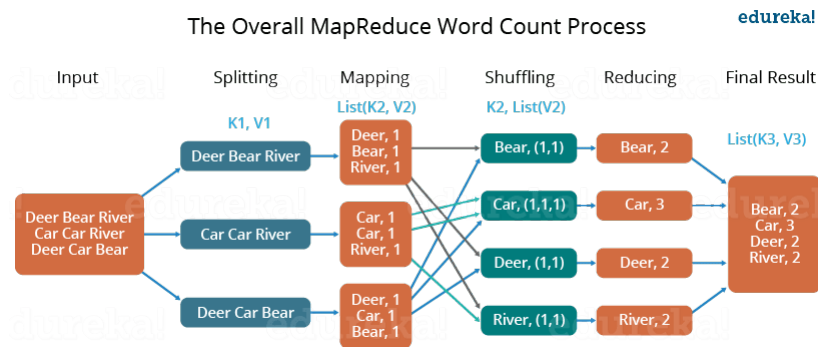 The Overall MapReduce Word Count Process
edureka!
Input
Splitting
Mapping
Shuffling
Reducing
Final Result
K1, V1
List(K2, V2)
K2, List(V2)
List(K3, V3)
Deer Bear River
Car Car River
Deer Car Bear
Deer Bear River
Car Car River
Deer Car Bear
Deer, 1
Bear, 1
River, 1
Car, 1
Car, 1
River, 1
Deer, 1
Car, 1
Bear, 1
Bear, (1,1)
Car, (1,1,1)
Deer, (1,1)
River, (1,1)
Bear, 2
Car, 3
Deer, 2
River, 2
Bear, 2
Car, 3
Deer, 2
River, 2